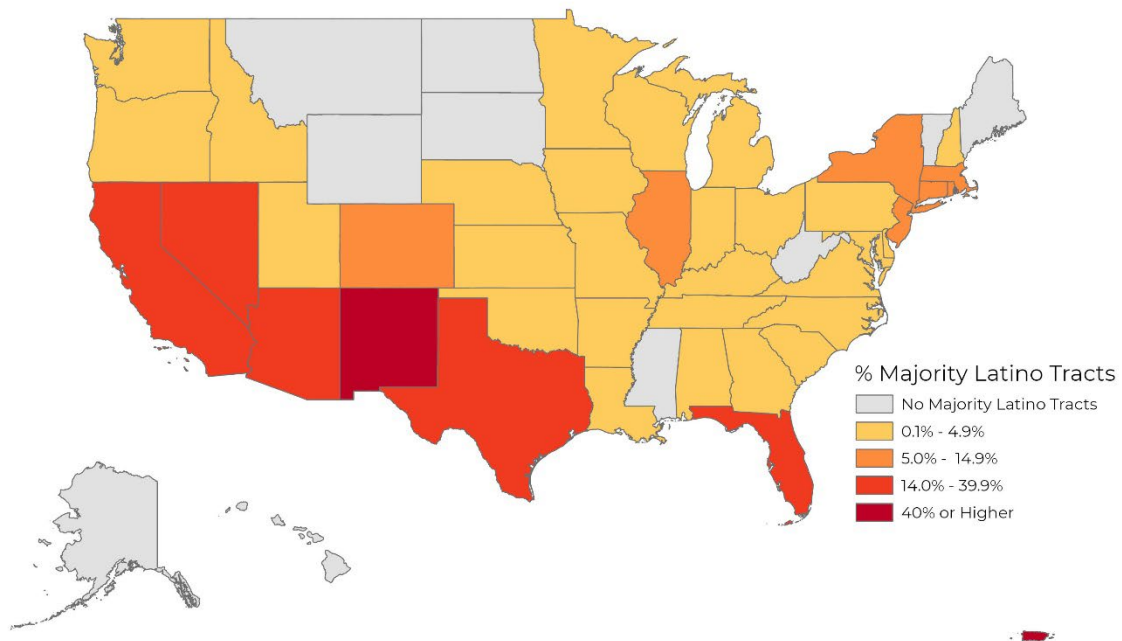 % Majority Latino Tracts
No Majority Latino Tracts
0.1% - 4.9%
5.0% - 14.9%
14.0% - 39.9%
40% or Higher